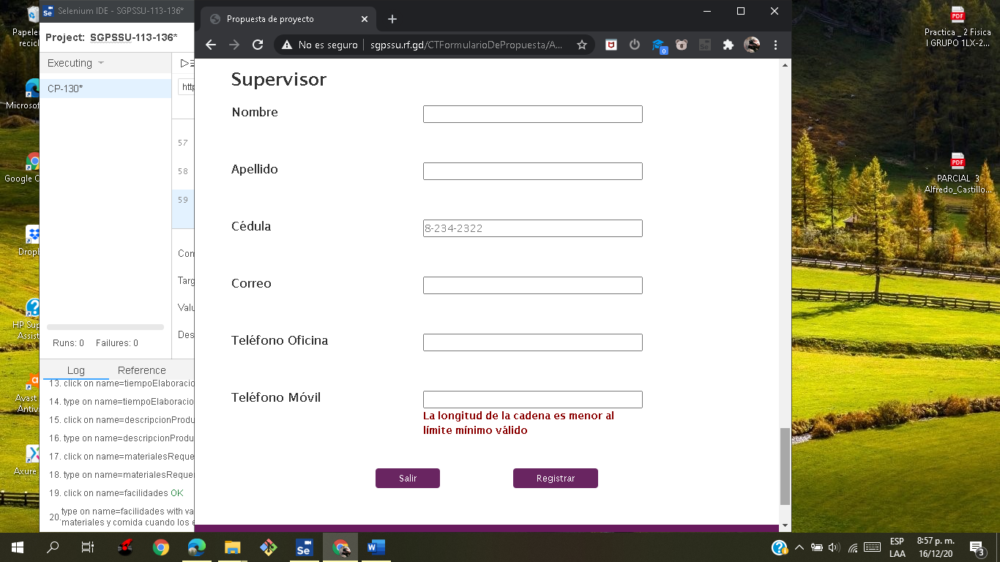 Papeler
recicl
Microsof
Google C
Dropb
HP Sup
Assist
Avast
Antiv
Axure
Selenium IDE - SGPSSU-113-136*
Project: SGPSSU-113-136*
Executing
CP-130*
http
57
58
59
Com
Targ
Valu
Des
Runs: 0 Failures: 0
Log Reference
13. click on name=tiempoElaboracio
14. type on name=tiempoElaboracio
15. click on name=descripcionProdu
16. type on name=descripcionProdu
17. click on name=materialesReque
18. type on name=materialesReque
19. click on name=facilidades OK
20. type on name=facilidades with va
materiales y comida cuando los e
Propuesta de proyecto
No es seguro sgpssu.rf.gd/CTFormularioDePropuesta/A...
0
Supervisor
Nombre
Apellido
Cédula
8-234-2322
Correo
Teléfono Oficina
Teléfono Móvil
La longitud de la cadena es menor al
límite mínimo válido
Salir Registrar
PDF
Practica _ 2 Fisica
I GRUPO 1LX-2...
PDF
PARCIAL 3
Alfredo_Castillo...
Se
ESP
LAA
8:57 p. m.
16/12/20
3